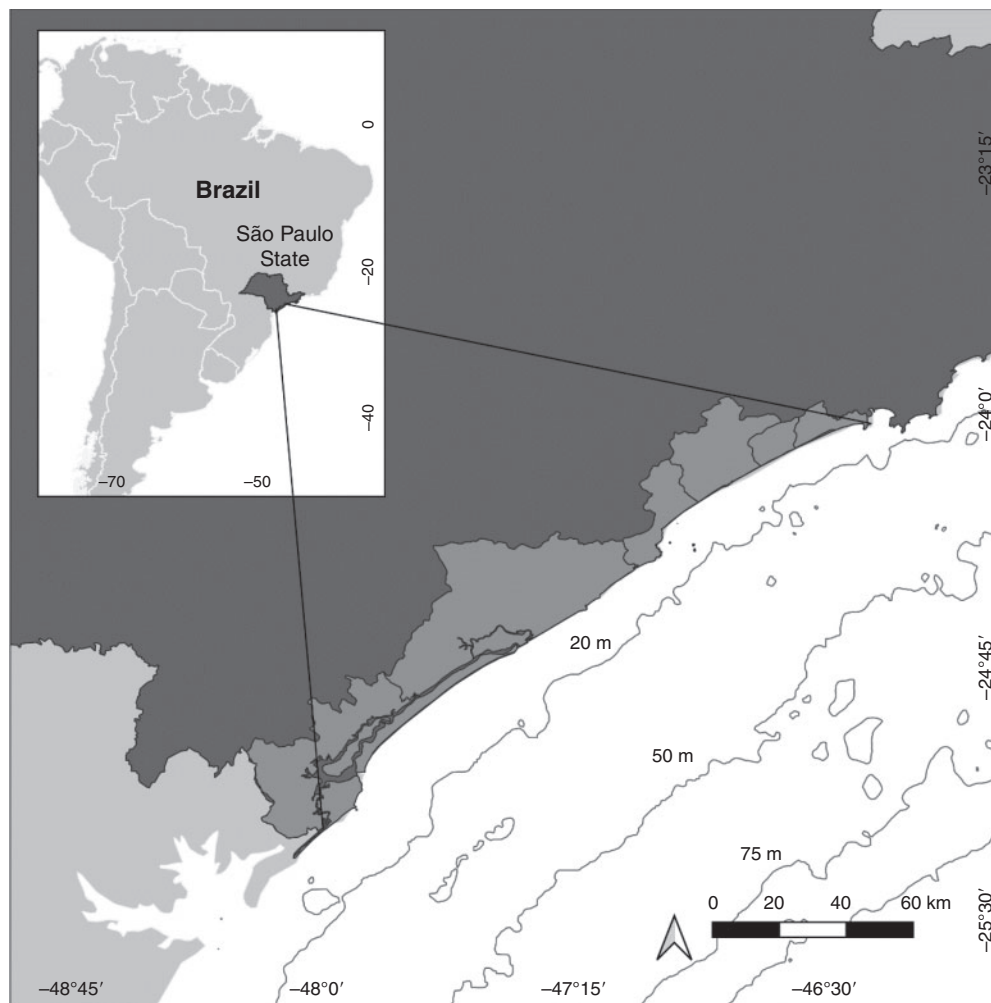 Brazil
São Paulo
State
0
–20
–40
–70
–50
–23°15′
–24°0′
–24°45′
–25°30′
20 m
50 m
75 m
0
20
40
60 km
–48°45′
–48°0′
–47°15′
–46°30′